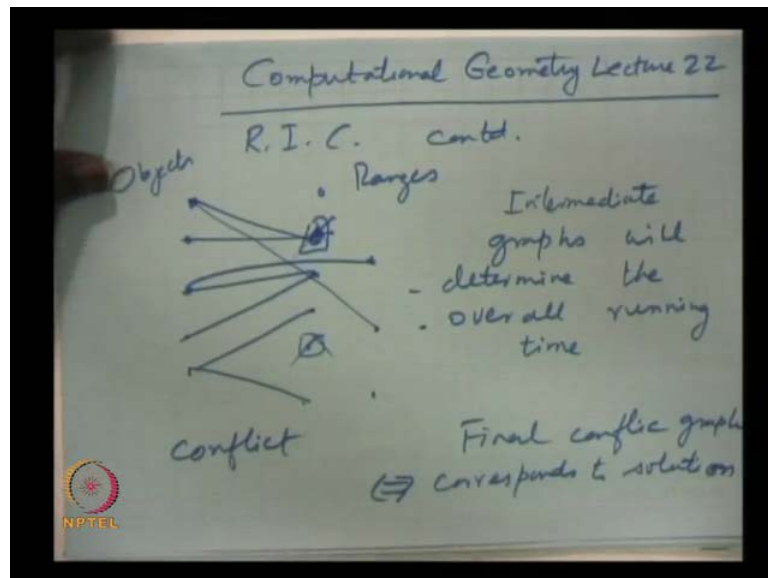 Computational Geometry Lecture 22
R. I. C. contd.
Objects
Ranges
Intermediate
graphs will
- determine the
overall running
time
conflict
Final conflic graph
⇔ corresponds to solution
NPTEL